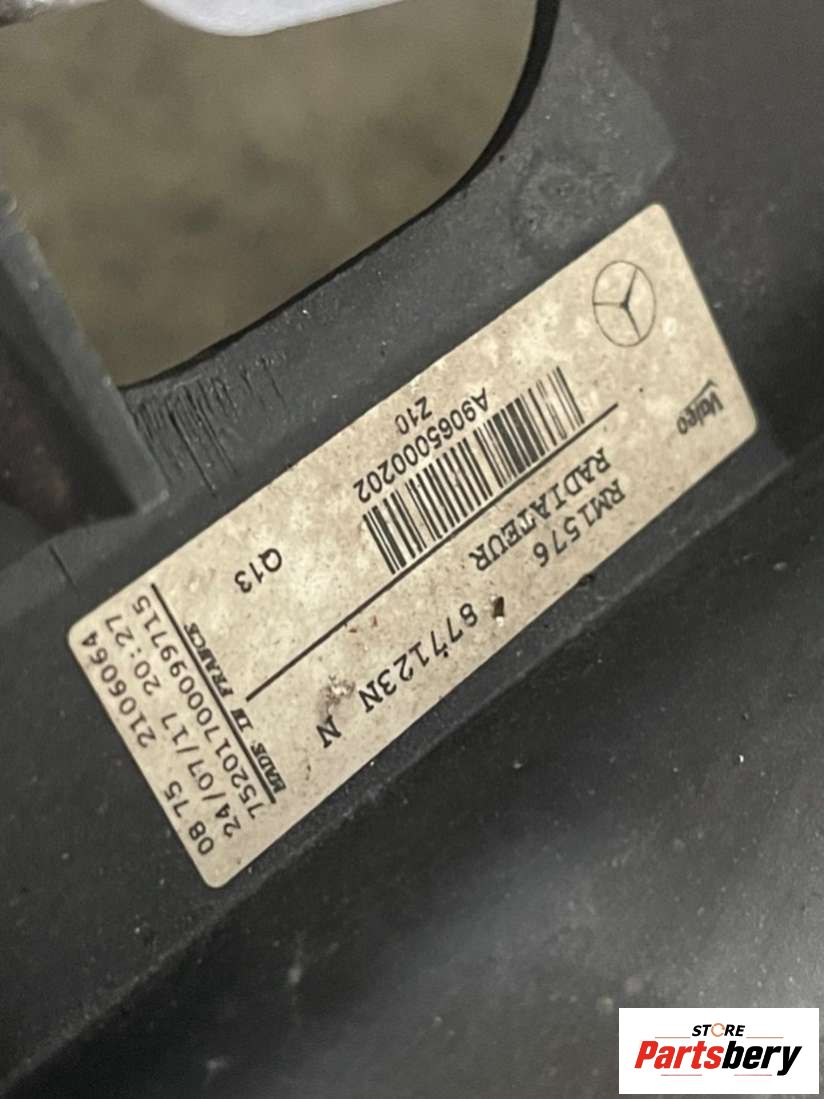 Valeo
RM1576
RADIATEUR
877123N N
A9065000202
Z10
Q13
MADE IN FRANCE
75201700099715
24/07/17 20:27
08 75 2106064
STORE
Partsbery